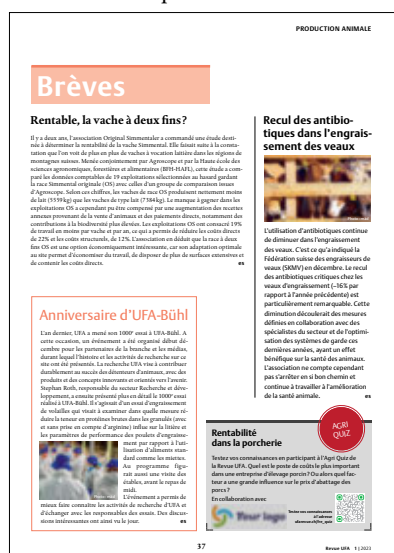 PRODUCTION ANIMALE
Brèves
Rentable, la vache à deux fins?
Il y a deux ans, l'association Original Simmentaler a commandé une étude desti-
née à déterminer la rentabilité de la vache Simmental. Elle faisait suite à la consta-
tation que l'on voit de plus en plus de vaches à vocation laitière dans les régions de
montagnes suisses. Menée conjointement par Agroscope et par la Haute école des
sciences agronomiques, forestières et alimentaires (BFH-HAFL), cette étude a com-
paré les données comptables de 19 exploitations sélectionnées au hasard gardant
la race Simmental originale (OS) avec celles d'un groupe de comparaison issues
d'Agroscope. Selon ces chiffres, les vaches de race OS produisent nettement moins
de lait (5539 kg) que les vaches de type lait (7384 kg). Le manque à gagner dans les
exploitations OS a cependant pu être compensé par une augmentation des recettes
annexes provenant de la vente d'animaux et des paiements directs, notamment des
contributions à la biodiversité plus élevées. Les exploitations OS ont consacré 19%
de travail en moins par vache et par an, ce qui a permis de réduire les coûts directs
de 22% et les coûts structurels, de 12%. L'association en déduit que la race à deux
fins OS est une option économiquement intéressante, car son adaptation optimale
au site permet d'économiser du travail, de disposer de plus de surfaces extensives et
de contenir les coûts directs. es
Recul des antibio-
tiques dans l'engrais-
sement des veaux
L'utilisation d'antibiotiques continue
de diminuer dans l'engraissement
des veaux. C'est ce qu'a indiqué la
Fédération suisse des engraisseurs de
veaux (SKMV) en décembre. Le recul
des antibiotiques critiques chez les
veaux d'engraissement (–16% par
rapport à l'année précédente) est
particulièrement remarquable. Cette
diminution découlerait des mesures
définies en collaboration avec des
spécialistes du secteur et de l'optimi-
sation des systèmes de garde ces
dernières années, ayant un effet
bénéfique sur la santé des animaux.
L'association ne compte cependant
pas s'arrêter en si bon chemin et
continue à travailler à l'amélioration
de la santé animale. es
Anniversaire d'UFA-Bühl
L'an dernier, UFA a mené son 1000e essai à UFA-Bühl. A
cette occasion, un événement a été organisé début dé-
cembre pour les partenaires de la branche et les médias,
durant lequel l'histoire et les activités de recherche sur ce
site ont été présentés. La recherche UFA vise à contribuer
durablement au succès des détenteurs d'animaux, avec des
produits et des concepts innovants et orientés vers l'avenir.
Stephan Roth, responsable du secteur Recherche et déve-
loppement, a ensuite présenté plus en détail le 1000e essai
réalisé à UFA-Bühl. Il s'agissait d'un essai d'engraissement
de volailles qui visait à examiner dans quelle mesure ré-
duire la teneur en protéines brutes dans les granulés (avec
et sans prise en compte d'arginine) influe sur la litière et
les paramètres de performance des poulets d'engraisse-
ment par rapport à l'uti-
lisation d'aliments stan-
dard comme les miettes.
Au programme figu-
rait aussi une visite des
étables, avant le repas de
midi.
L'événement a permis de
mieux faire connaître les activités de recherche d'UFA et
d'échanger avec les responsables des essais. Des discus-
sions intéressantes ont ainsi vu le jour. es
AGRI
QUIZ
Rentabilité
dans la porcherie
Testez vos connaissances en participant à l'Agri Quiz de
la Revue UFA. Quel est le poste de coûts le plus important
dans une entreprise d'élevage porcin? Ou alors quel fac-
teur a une grande influence sur le prix d'abattage des
porcs?
En collaboration avec
Your logo
Testez vos connaissances
à l'adresse
37
Revue UFA 1 | 2023